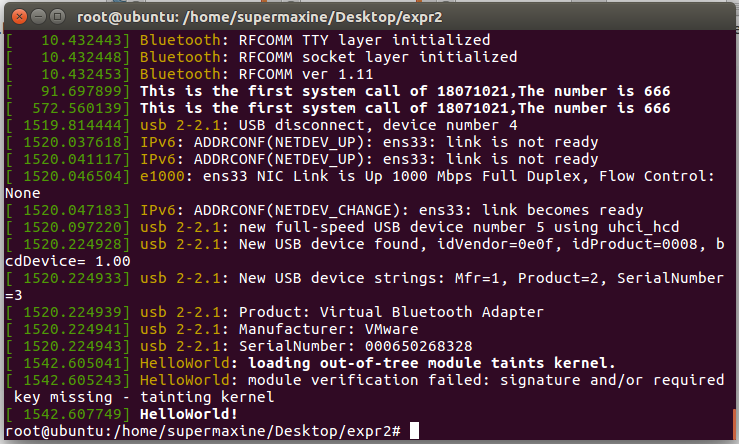 root@ubuntu: /home/supermaxine/Desktop/expr2
[   10.432443] Bluetooth: RFCOMM TTY layer initialized
[   10.432448] Bluetooth: RFCOMM socket layer initialized
[   10.432453] Bluetooth: RFCOMM ver 1.11
[   91.697899] This is the first system call of 18071021,The number is 666
[  572.560139] This is the first system call of 18071021,The number is 666
[ 1519.814444] usb 2-2.1: USB disconnect, device number 4
[ 1520.037618] IPv6: ADDRCONF(NETDEV_UP): ens33: link is not ready
[ 1520.041117] IPv6: ADDRCONF(NETDEV_UP): ens33: link is not ready
[ 1520.046504] e1000: ens33 NIC Link is Up 1000 Mbps Full Duplex, Flow Control:
None
[ 1520.047183] IPv6: ADDRCONF(NETDEV_CHANGE): ens33: link becomes ready
[ 1520.097220] usb 2-2.1: new full-speed USB device number 5 using uhci_hcd
[ 1520.224928] usb 2-2.1: New USB device found, idVendor=0e0f, idProduct=0008, b
cdDevice= 1.00
[ 1520.224933] usb 2-2.1: New USB device strings: Mfr=1, Product=2, SerialNumber
=3
[ 1520.224939] usb 2-2.1: Product: Virtual Bluetooth Adapter
[ 1520.224941] usb 2-2.1: Manufacturer: VMware
[ 1520.224943] usb 2-2.1: SerialNumber: 000650268328
[ 1542.605041] HelloWorld: loading out-of-tree module taints kernel.
[ 1542.605243] HelloWorld: module verification failed: signature and/or required
 key missing - tainting kernel
[ 1542.607749] HelloWorld!
root@ubuntu:/home/supermaxine/Desktop/expr2#